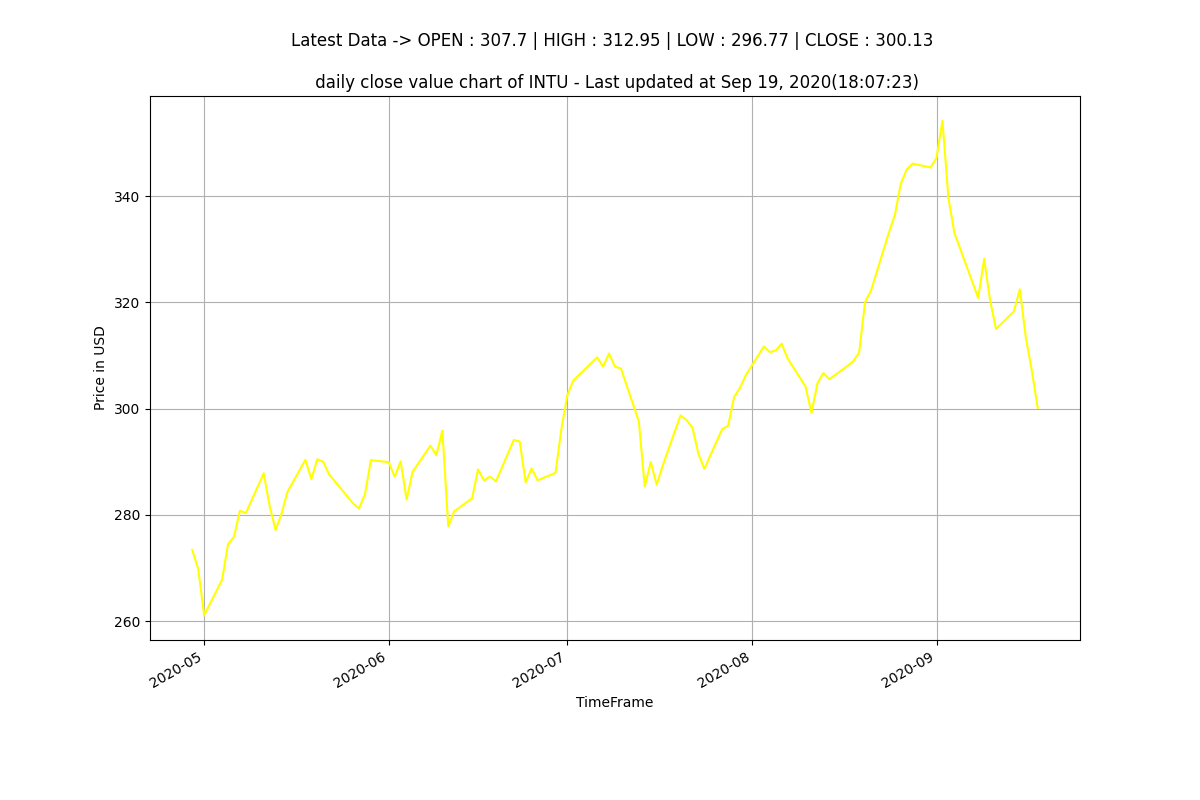 Latest Data -> OPEN : 307.7 | HIGH : 312.95 | LOW : 296.77 | CLOSE : 300.13
daily close value chart of INTU - Last updated at Sep 19, 2020(18:07:23)
340
320
300
280
260
Price in USD
2020-05
2020-06
2020-07
2020-08
2020-09
TimeFrame